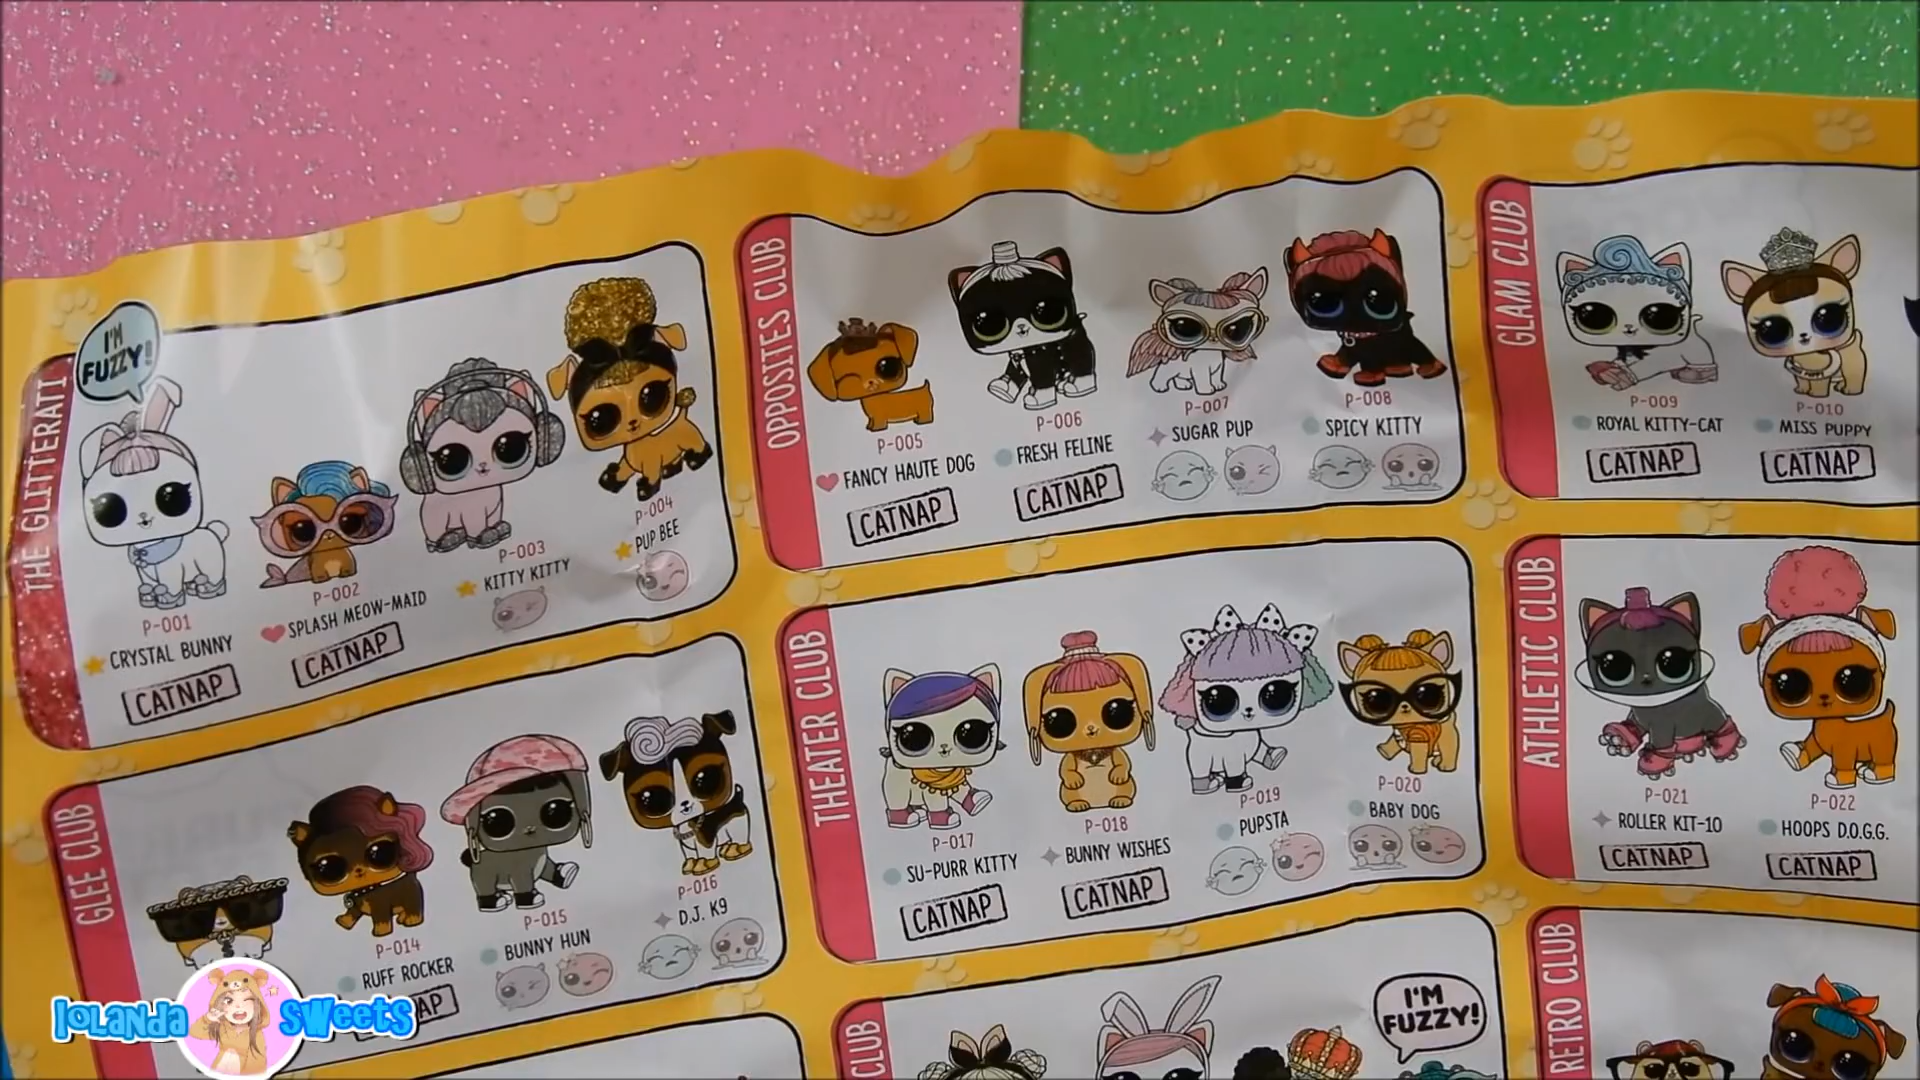 THE GLITTERATI
I'M
FUZZY!
P-001
CRYSTAL BUNNY
CATNAP
P-002
SPLASH MEOW-MAID
CATNAP
P-003
KITTY KITTY
P-004
PUP BEE
OPPOSITES CLUB
P-005
FANCY HAUTE DOG
CATNAP
P-006
FRESH FELINE
CATNAP
P-007
SUGAR PUP
P-008
SPICY KITTY
GLAM CLUB
P-009
ROYAL KITTY-CAT
CATNAP
P-010
MISS PUPPY
CATNAP
GLEE CLUB
P-014
RUFF ROCKER
P-015
BUNNY HUN
P-016
D.J. K9
THEATER CLUB
P-017
SU-PURR KITTY
CATNAP
P-018
BUNNY WISHES
CATNAP
P-019
PUPSTA
P-020
BABY DOG
ATHLETIC CLUB
P-021
ROLLER KIT-10
CATNAP
P-022
HOOPS D.O.G.G.
CATNAP
CLUB
I'M
FUZZY!
RETRO CLUB
IOLANDA SWEETS